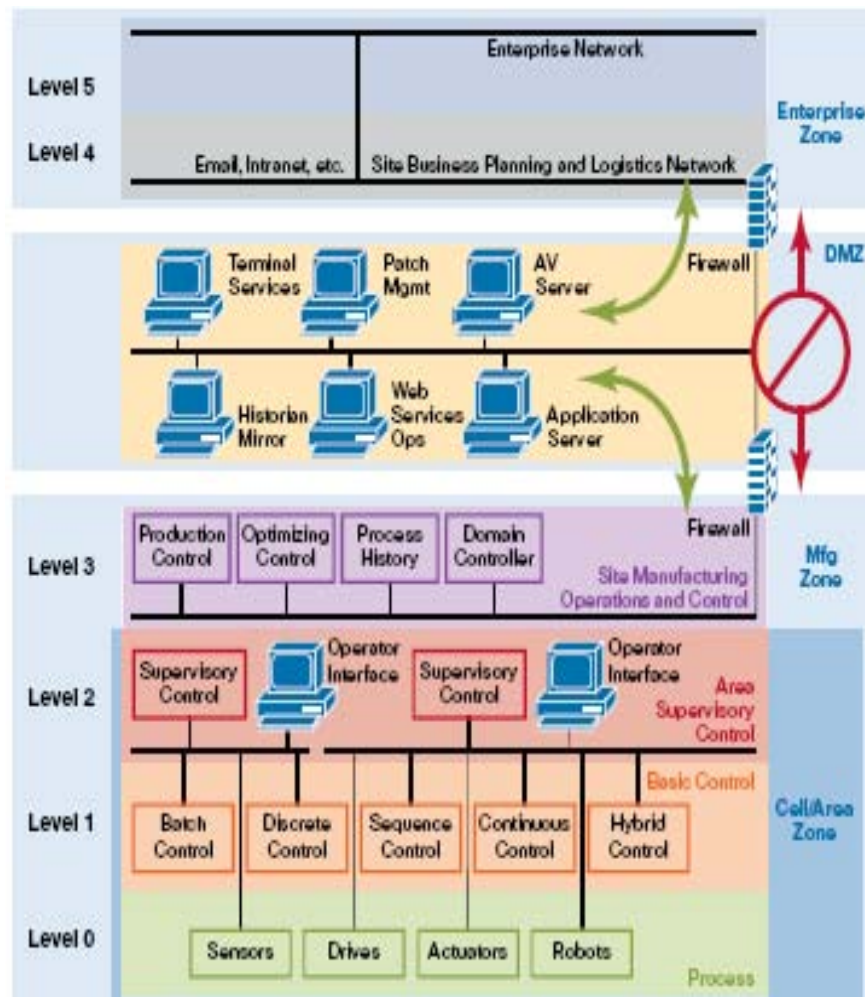 Enterprise Network
Level 5
Enterprise
Zone
Level 4
Email, Intranet, etc.
Site Business Planning and Logistics Network
Terminal
Services
Patch
Mgmt
AV
Server
Firewall
DMZ
Historian
Mirror
Web
Services
Ops
Application
Server
Level 3
Production
Control
Optimizing
Control
Process
History
Domain
Controller
Firewall
Site Manufacturing
Operations and Control
Mfg
Zone
Level 2
Supervisory
Control
Operator
Interface
Supervisory
Control
Operator
Interface
Area
Supervisory
Control
Basic Control
Level 1
Batch
Control
Discrete
Control
Sequence
Control
Continuous
Control
Hybrid
Control
Cell/Area
Zone
Level 0
Sensors
Drives
Actuators
Robots
Process